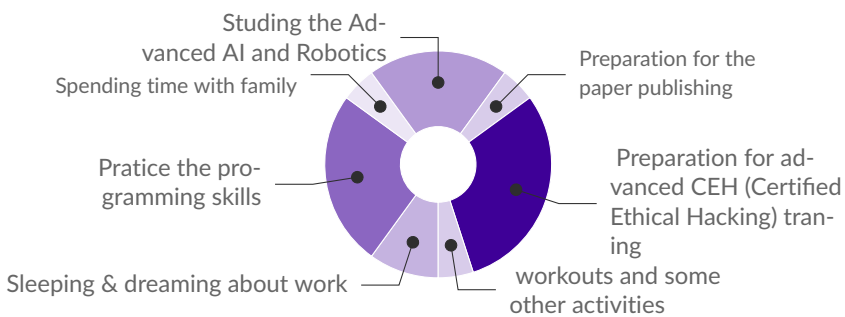 Studing the Ad-
vanced AI and Robotics
Spending time with family
Pratice the pro-
gramming skills
Sleeping & dreaming about work
Preparation for the
paper publishing
Preparation for ad-
vanced CEH (Certified
Ethical Hacking) tran-
ing
workouts and some
other activities